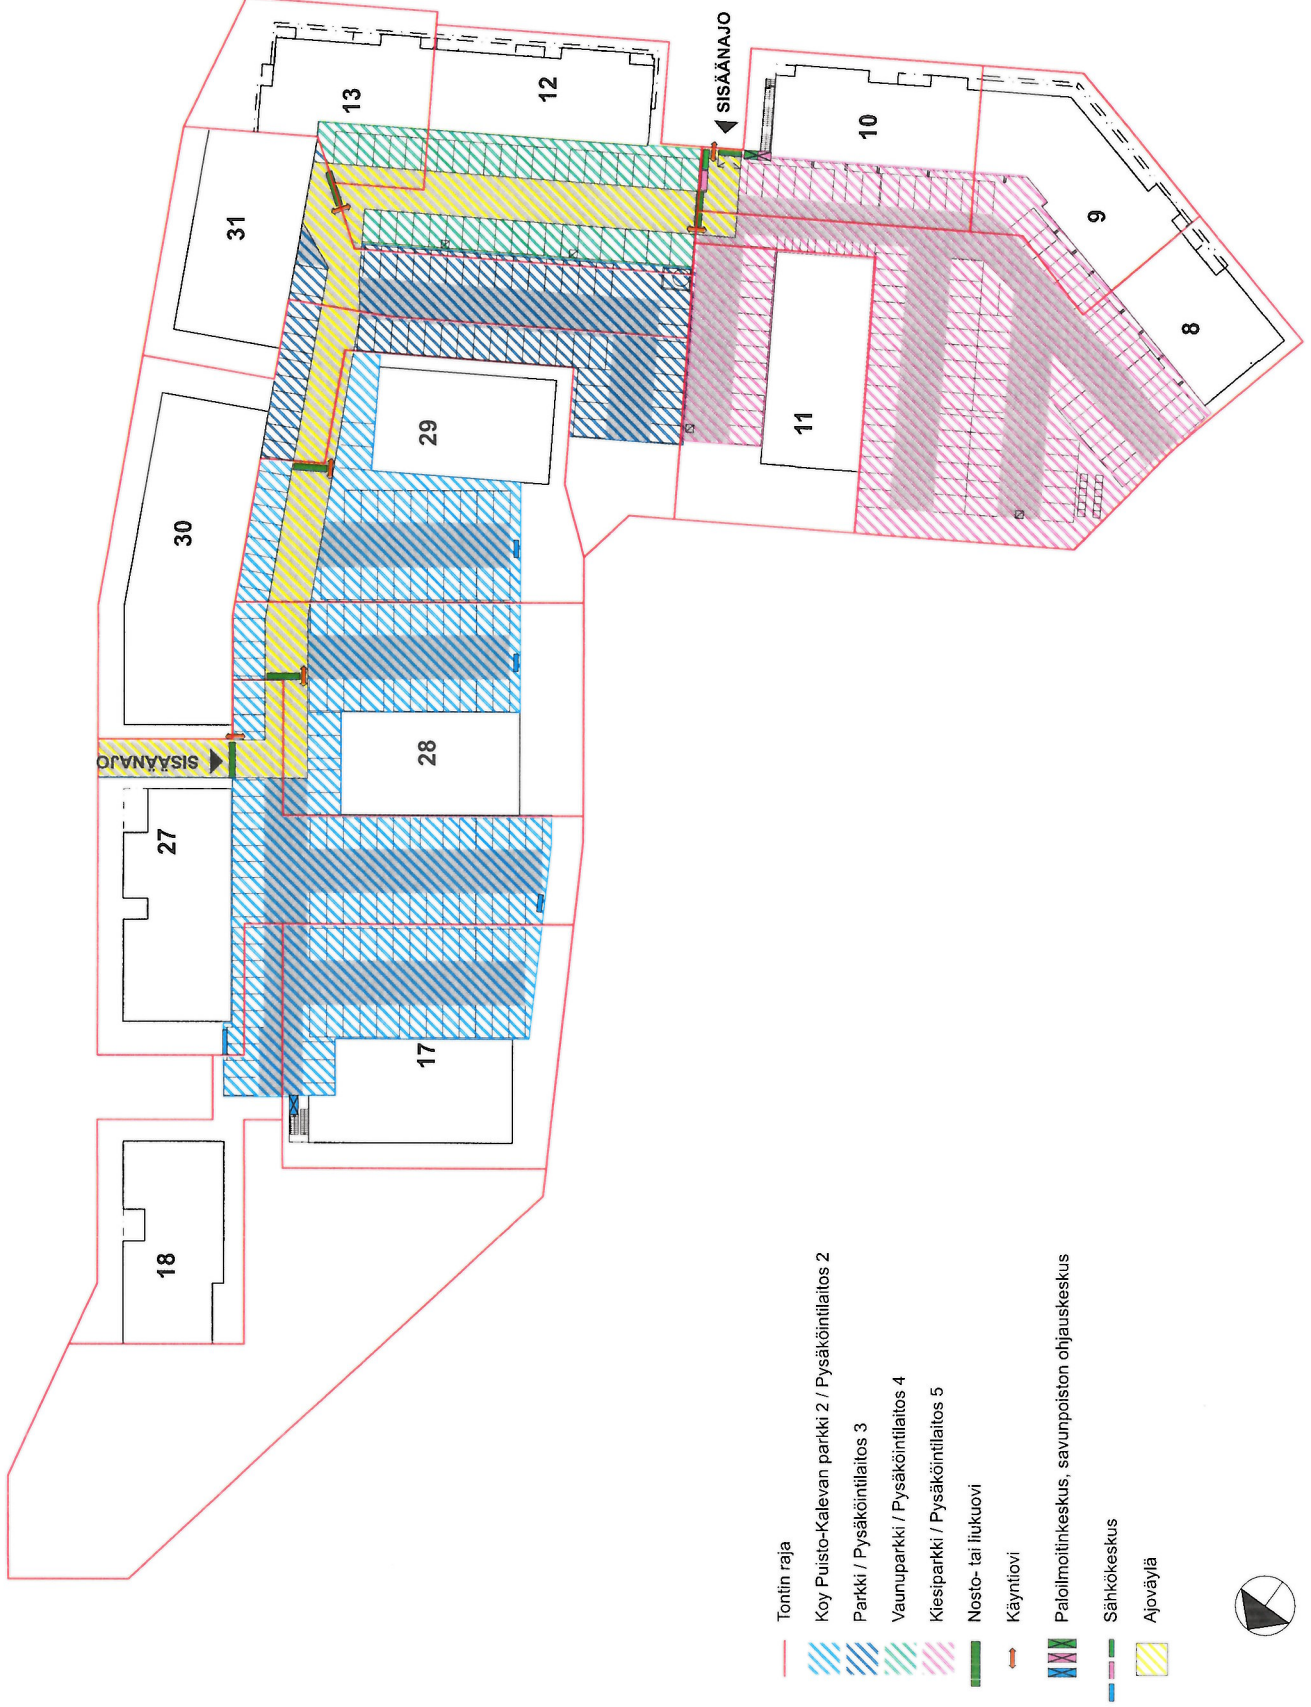 13
12
SISÄÄNAJO
10
31
9
8
11
29
30
28
SISÄÄNAJO
27
17
18
Tontin raja
Koy Puisto-Kalevan parkki 2 / Pysäköintilaitos 2
Parkki / Pysäköintilaitos 3
Vaunuparkki / Pysäköintilaitos 4
Kiesiparkki / Pysäköintilaitos 5
Nosto- tai liukuovi
Käyntiovi
Paloilmoitinkeskus, savunpoiston ohjauskeskus
Sähkökeskus
Ajoväylä